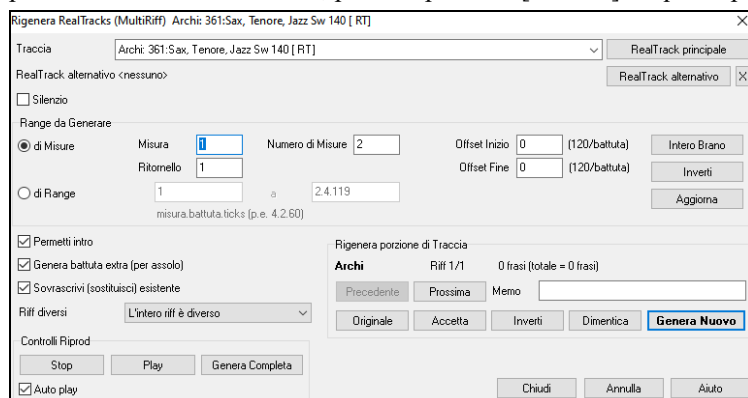 Rigenera RealTracks (MultiRiff) Archi: 361:Sax, Tenore, Jazz Sw 140 [ RT]
Traccia
Archi: 361:Sax, Tenore, Jazz Sw 140 [ RT]
RealTrack principale
RealTrack alternativo <nessuno>
RealTrack alternativo X
Silenzio
Range da Generare
di Misure Misura 1 Numero di Misure 2 Offset Inizio 0 (120/battuta) Intero Brano
Ritornello 1 Offset Fine 0 (120/battuta) Inverti
di Range 1 a 2.4.119 Aggiorna
misura.battuta.ticks (p.e. 4.2.60)
Permetti intro
Rigenera porzione di Traccia
Genera battuta extra (per assolo) Archi Riff 1/1 0 frasi (totale = 0 frasi)
Sovrascrivi (sostituisci) esistente Precedente Prossima Memo
Riff diversi L'intero riff è diverso Originale Accetta Inverti Dimentica Genera Nuovo
Controlli Riprod
Stop Play Genera Completa
Auto play Chiudi Annulla Aiuto